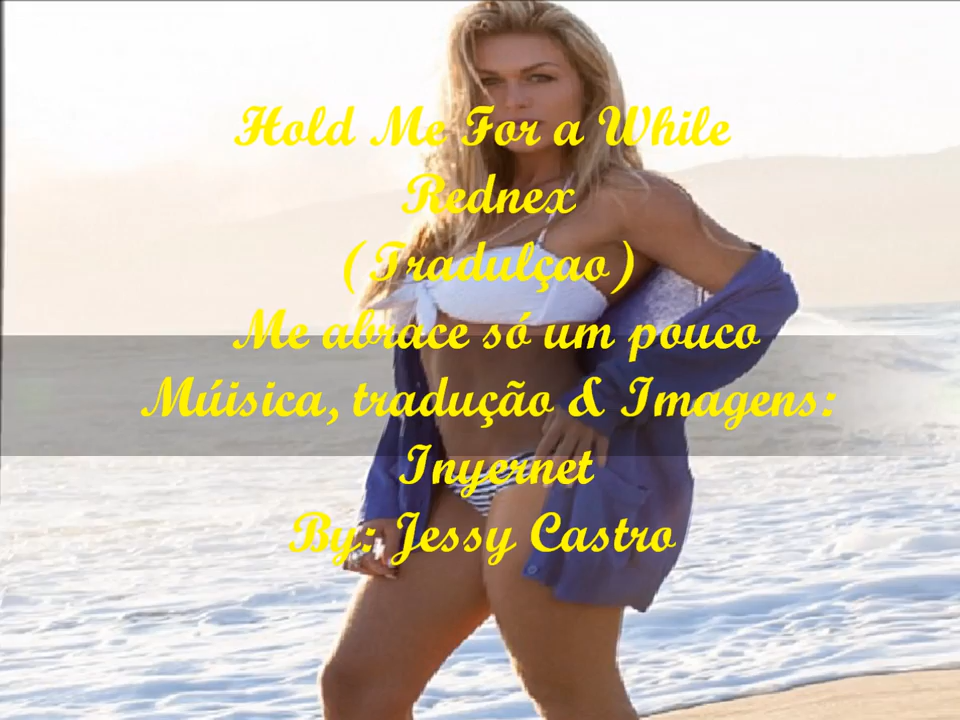 Hold Me For a While
Rednex
(Tradulçao)
Me abrace só um pouco
Múisica, tradução & Imagens:
Inyernet
By: Jessy Castro